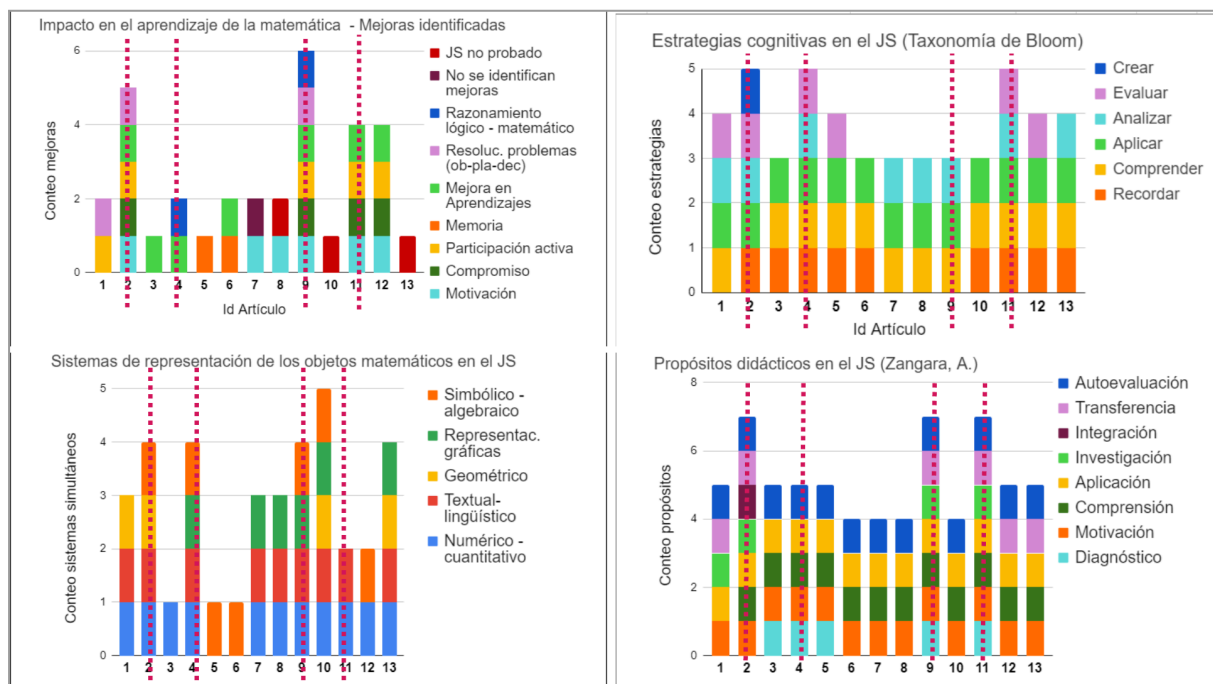 Impacto en el aprendizaje de la matemática - Mejoras identificadas
Conteo mejoras
6
4
2
0
1 2 3 4 5 6 7 8 9 10 11 12 13
Id Artículo
JS no probado
No se identifican
mejoras
Razonamiento
lógico - matemático
Resoluc. problemas
(ob-pla-dec)
Mejora en
Aprendizajes
Memoria
Participación activa
Compromiso
Motivación
Estrategias cognitivas en el JS (Taxonomía de Bloom)
Conteo estrategias
5
4
3
2
1
0
1 2 3 4 5 6 7 8 9 10 11 12 13
Id Artículo
Crear
Evaluar
Analizar
Aplicar
Comprender
Recordar
Sistemas de representación de los objetos matemáticos en el JS
Conteo sistemas simultáneos
5
4
3
2
1
0
1 2 3 4 5 6 7 8 9 10 11 12 13
Simbólico -
algebraico
Representac.
gráficas
Geométrico
Textual-
lingüístico
Numérico -
cuantitativo
Propósitos didácticos en el JS (Zangara, A.)
Conteo propósitos
8
6
4
2
0
1 2 3 4 5 6 7 8 9 10 11 12 13
Autoevaluación
Transferencia
Integración
Investigación
Aplicación
Comprensión
Motivación
Diagnóstico